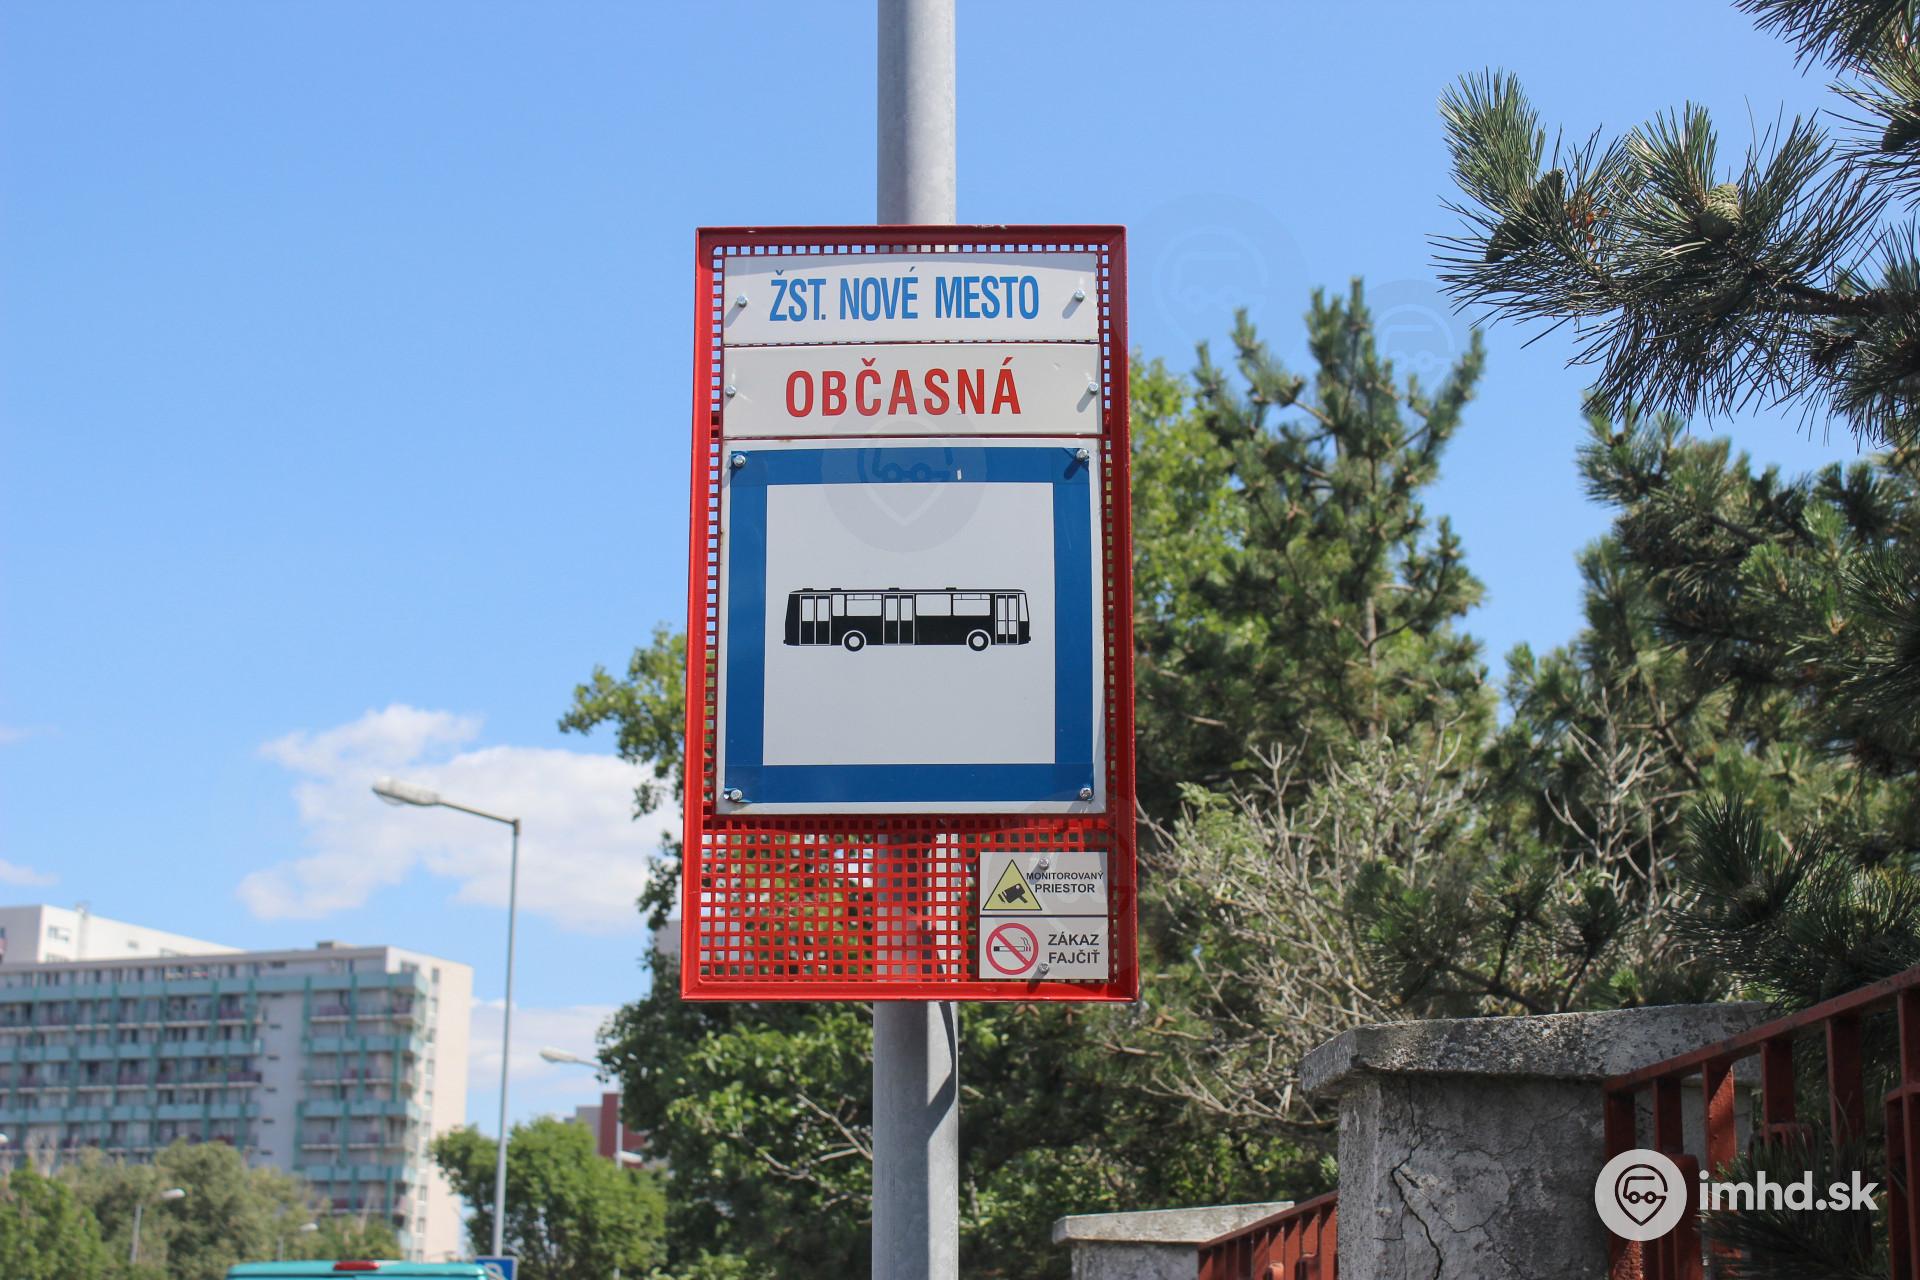 ŽST. NOVÉ MESTO
OBČASNÁ
MONITOROVANÝ
PRIESTOR
ZÁKAZ
FAJČIŤ
imhd.sk